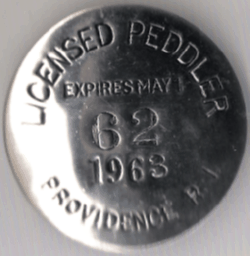 LICENSED PEDDLER
EXPIRES MAY 1
62
1963
PROVIDENCE R I